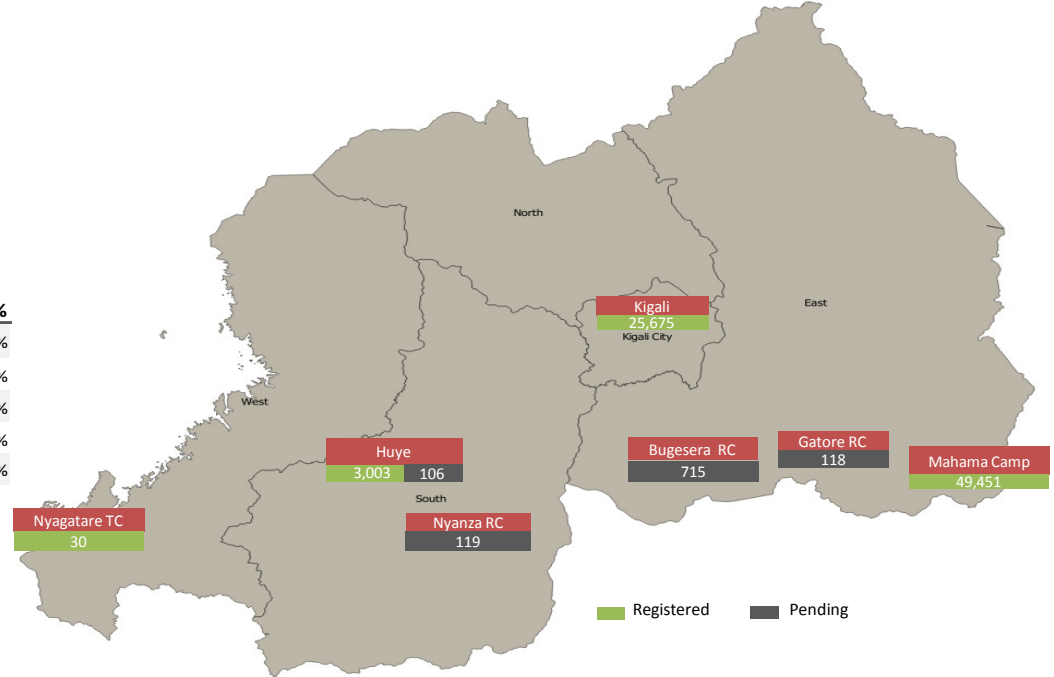 North
%
%
%
%
%
%
Kigali
25,675
Kigali City
East
West
Huye
3,003 106
South
Bugesera RC
715
Gatore RC
118
Mahama Camp
49,451
Nyagatare TC
30
Nyanza RC
119
Registered
Pending